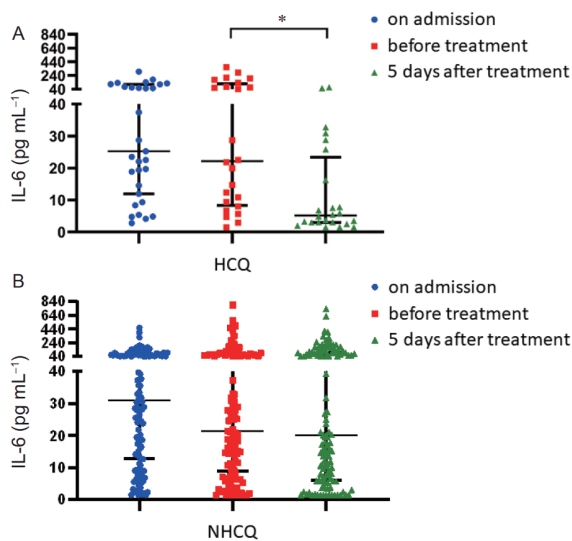 A
840
640
440
240
40
40
30
20
10
0
IL-6 (pg mL⁻¹)
*
on admission
before treatment
5 days after treatment
HCQ
B
840
640
440
240
40
40
30
20
10
0
IL-6 (pg mL⁻¹)
on admission
before treatment
5 days after treatment
NHCQ